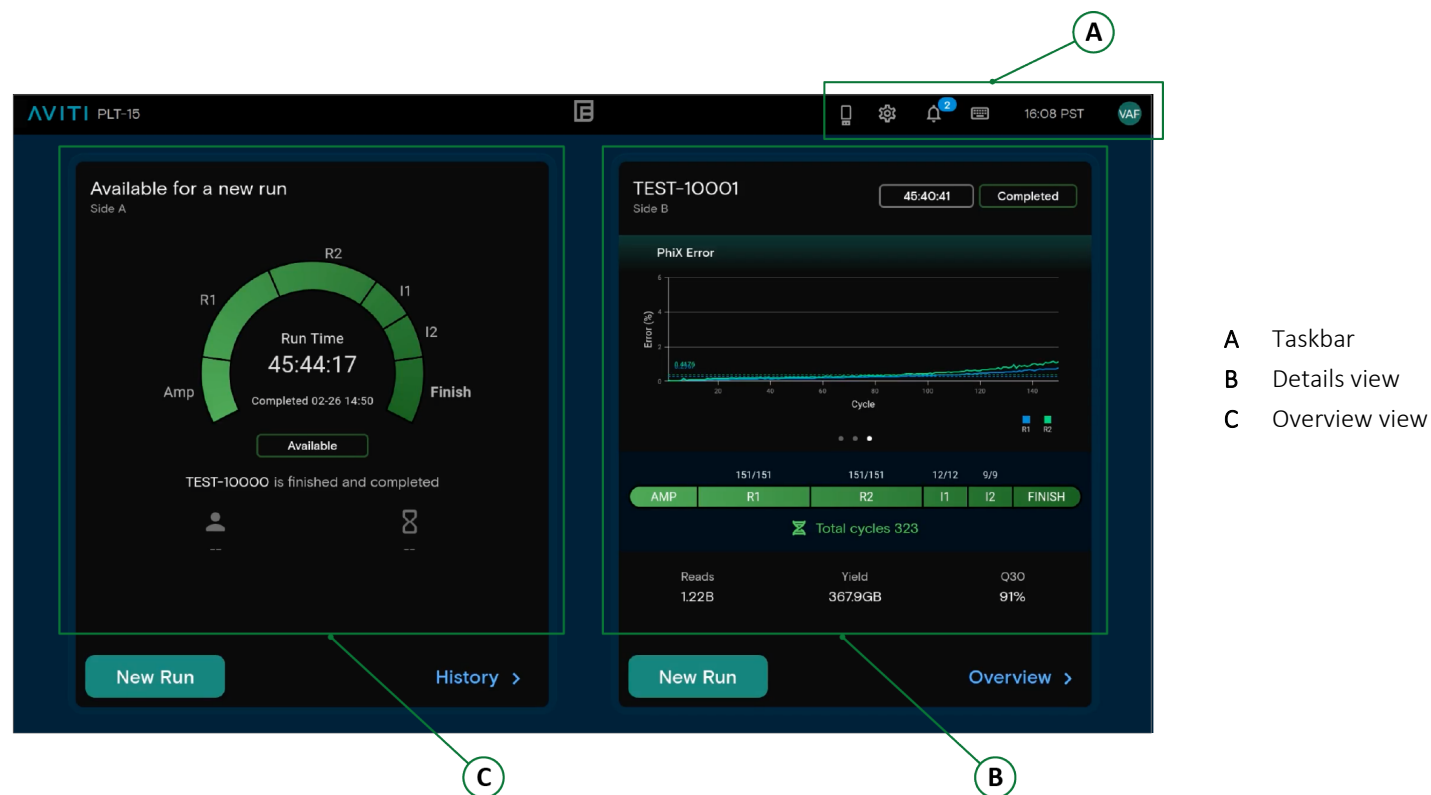 A
AVITI PLT-15
2
16:08 PST
VAF
Available for a new run
Side A
R2
R1
I1
I2
Run Time
45:44:17
Completed 02-26 14:50
Amp
Finish
Available
TEST-10000 is finished and completed
--
--
New Run
History >
TEST-10001
Side B
45:40:41
Completed
PhiX Error
6
4
2
0
Error (%)
20
40
60
80
100
120
140
Cycle
R1
R2
151/151
151/151
12/12
9/9
AMP
R1
R2
I1
I2
FINISH
Total cycles 323
Reads
Yield
Q30
1.22B
367.9GB
91%
New Run
Overview >
C
B
A Taskbar
B Details view
C Overview view